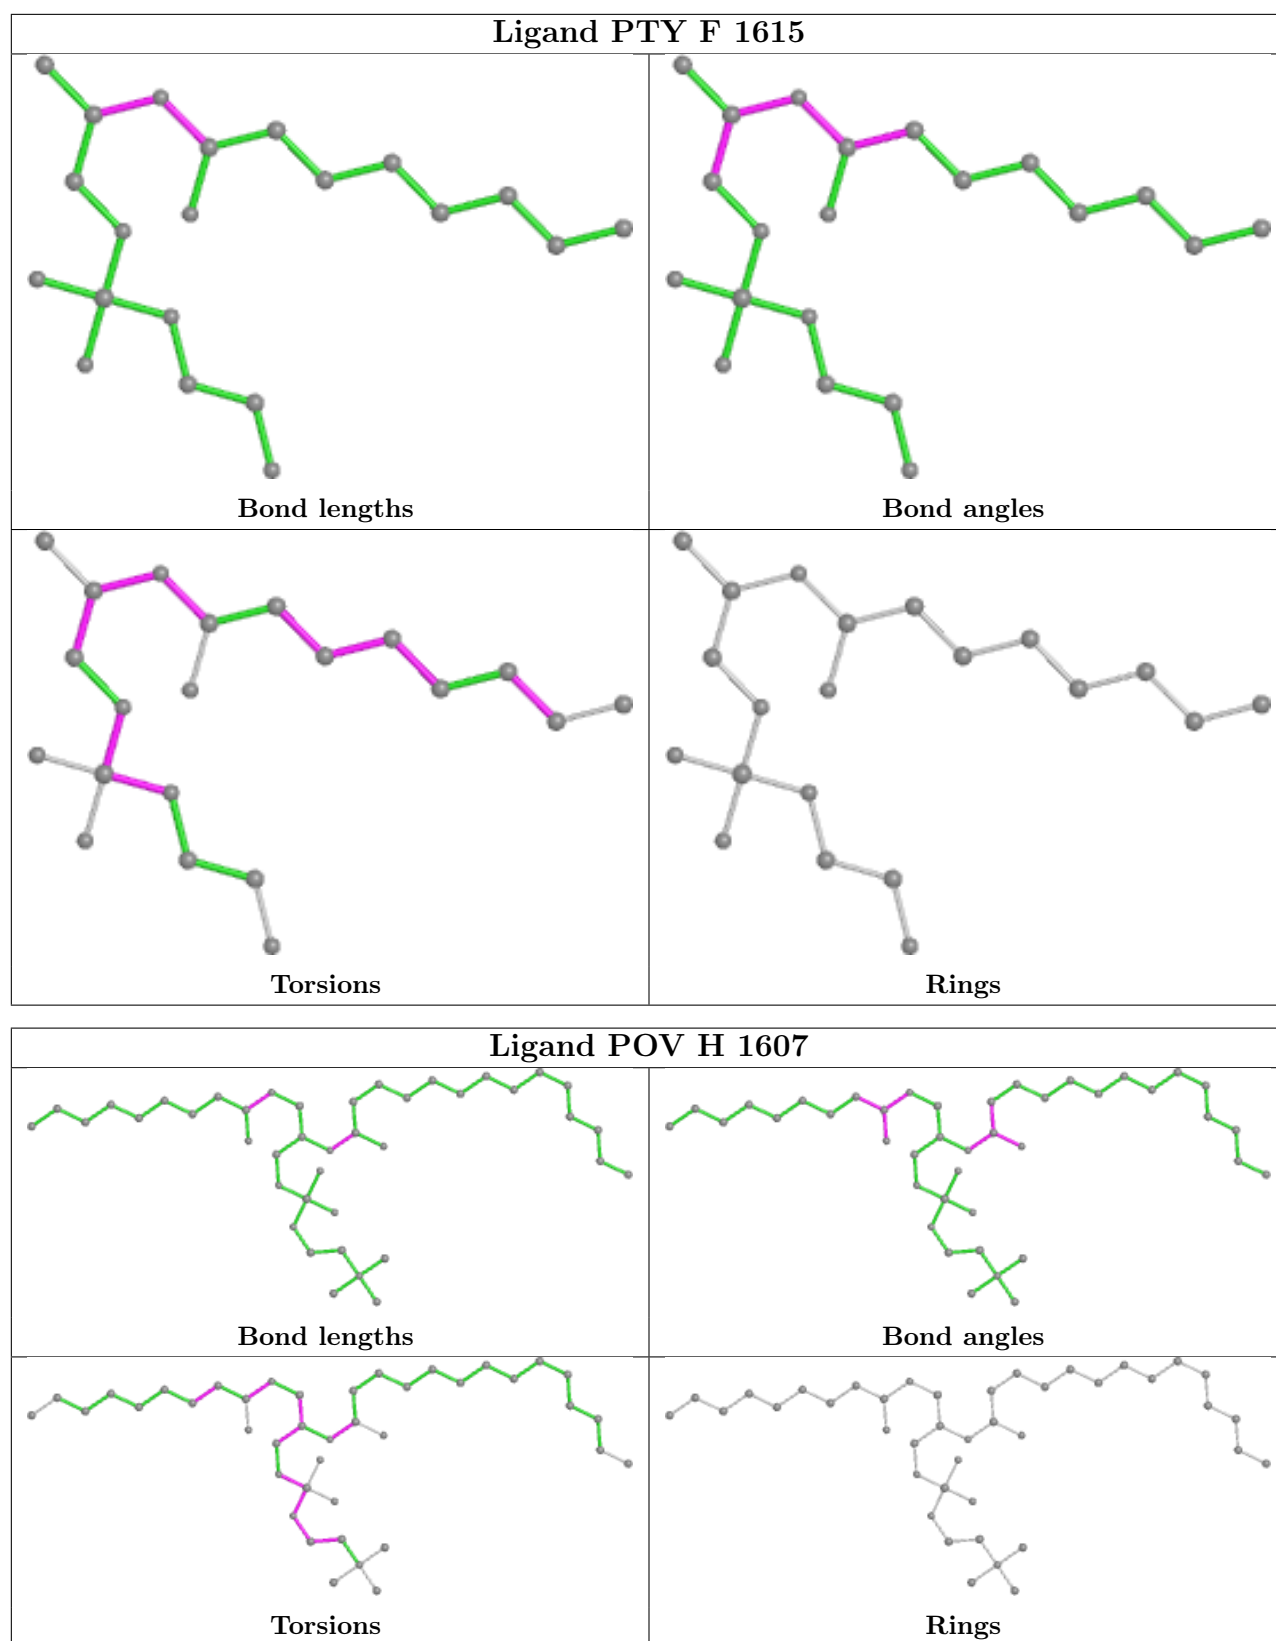 Ligand PTY F 1615
Bond lengths
Bond angles
Torsions
Rings
Ligand POV H 1607
Bond lengths
Bond angles
Torsions
Rings